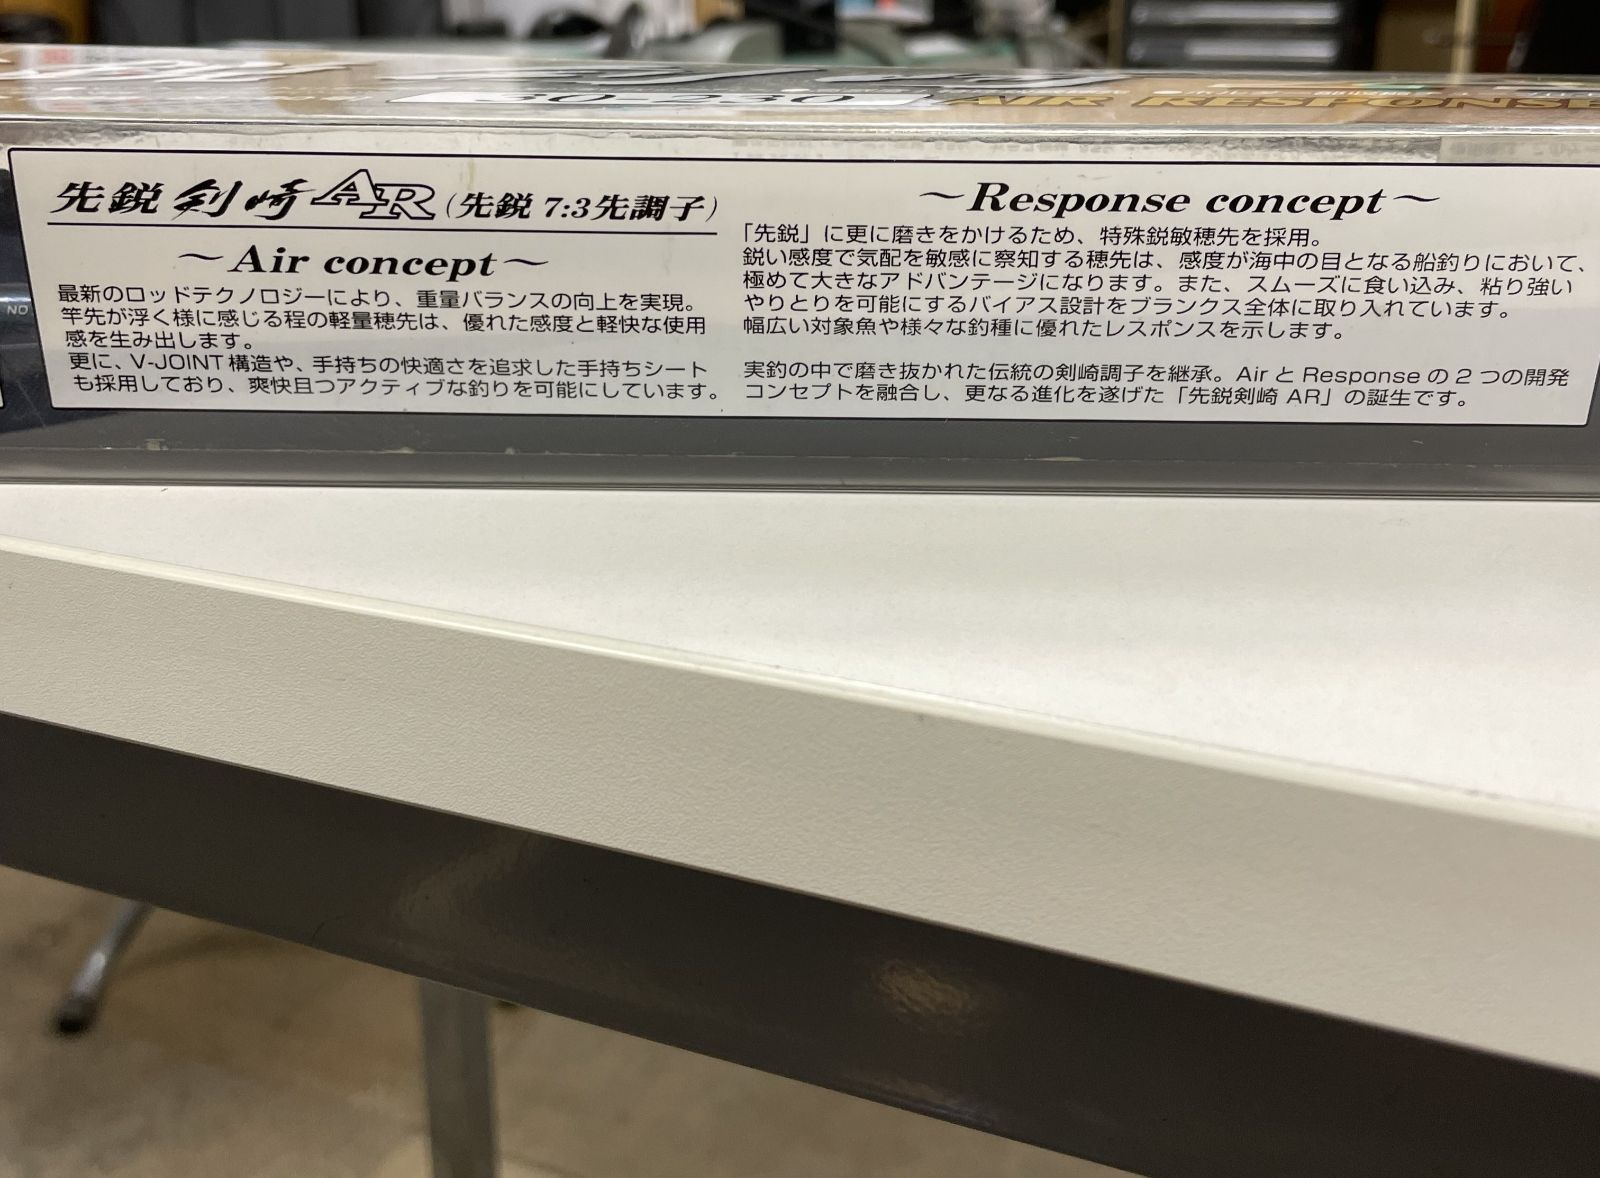 30-230 AIR RESPONSE
先鋭 剣崎 AR (先鋭 7:3先調子)
~Air concept~
最新のロッドテクノロジーにより、重量バランスの向上を実現。
竿先が浮く様に感じる程の軽量穂先は、優れた感度と軽快な使用
感を生み出します。
更に、V-JOINT構造や、手持ちの快適さを追求した手持ちシート
も採用しており、爽快且つアクティブな釣りを可能にしています。
~Response concept~
「先鋭」に更に磨きをかけるため、特殊鋭敏穂先を採用。
鋭い感度で気配を敏感に察知する穂先は、感度が海中の目となる船釣りにおいて、
極めて大きなアドバンテージになります。また、スムーズに食い込み、粘り強い
やりとりを可能にするバイアス設計をブランクス全体に取り入れています。
幅広い対象魚や様々な釣種に優れたレスポンスを示します。
実釣の中で磨き抜かれた伝統の剣崎調子を継承。AirとResponseの2つの開発
コンセプトを融合し、更なる進化を遂げた「先鋭剣崎 AR」の誕生です。